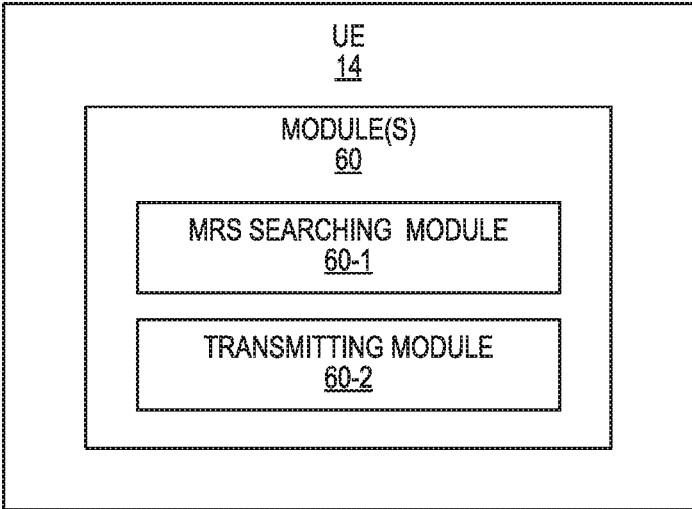 UE
14
MODULE(S)
60
MRS SEARCHING MODULE
60-1
TRANSMITTING MODULE
60-2